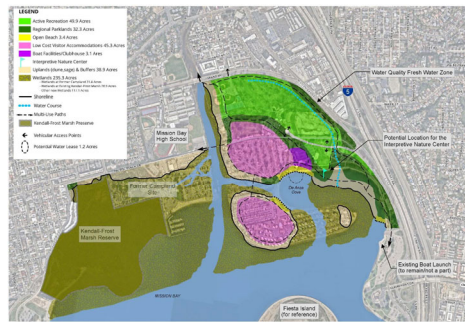 LEGEND
Active Recreation 49.9 Acres
Regional Parklands 32.3 Acres
Open Beach 3.4 Acres
Low Cost Visitor Accommodations 45.3 Acres
Boat Facilities/Clubhouse 3.1 Acres
Interpretive Nature Center
Uplands (dune,sage) & Buffers 38.9 Acres
Wetlands 235.3 Acres
Shoreline
Water Course
Multi-Use Paths
Kendall-Frost Marsh Preserve
Vehicular Access Points
Potential Water Lease 1.2 Acres
Water Quality Fresh Water Zone
5
Mission Bay
High School
Potential Location for the
Interpretive Nature Center
Former Campland
Site
De Anza
Cove
Kendall-Frost
Marsh Reserve
Existing Boat Launch
(to remain/not a part)
MISSION BAY
Fiesta Island
(for reference)